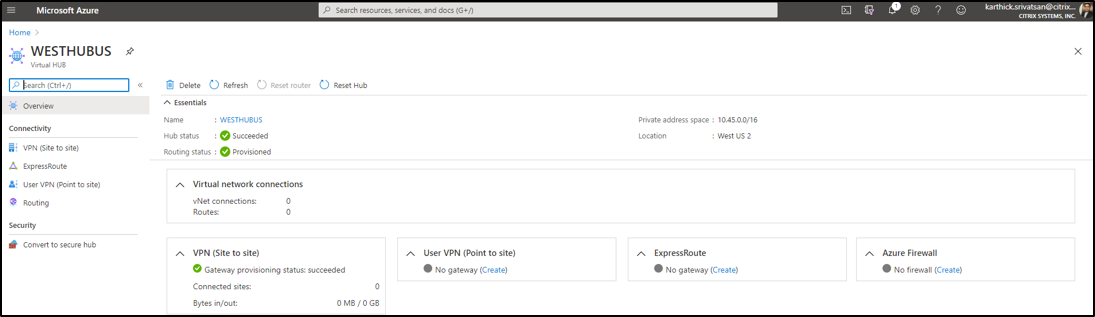 Microsoft Azure
Search resources, services, and docs (G+/)
1
karthick.srivatsan@citrix...
CITRIX SYSTEMS, INC.
Home
WESTHUBUS
Virtual HUB
Search (Ctrl+/)
Delete Refresh Reset router Reset Hub
Overview
Essentials
Name : WESTHUBUS
Private address space : 10.45.0.0/16
Connectivity
Hub status : Succeeded
Location : West US 2
VPN (Site to site)
Routing status : Provisioned
ExpressRoute
User VPN (Point to site)
Virtual network connections
Routing
vNet connections: 0
Routes: 0
Security
Convert to secure hub
VPN (Site to site)
User VPN (Point to site)
ExpressRoute
Azure Firewall
Gateway provisioning status: succeeded
No gateway (Create)
No gateway (Create)
No firewall (Create)
Connected sites: 0
Bytes in/out: 0 MB / 0 GB